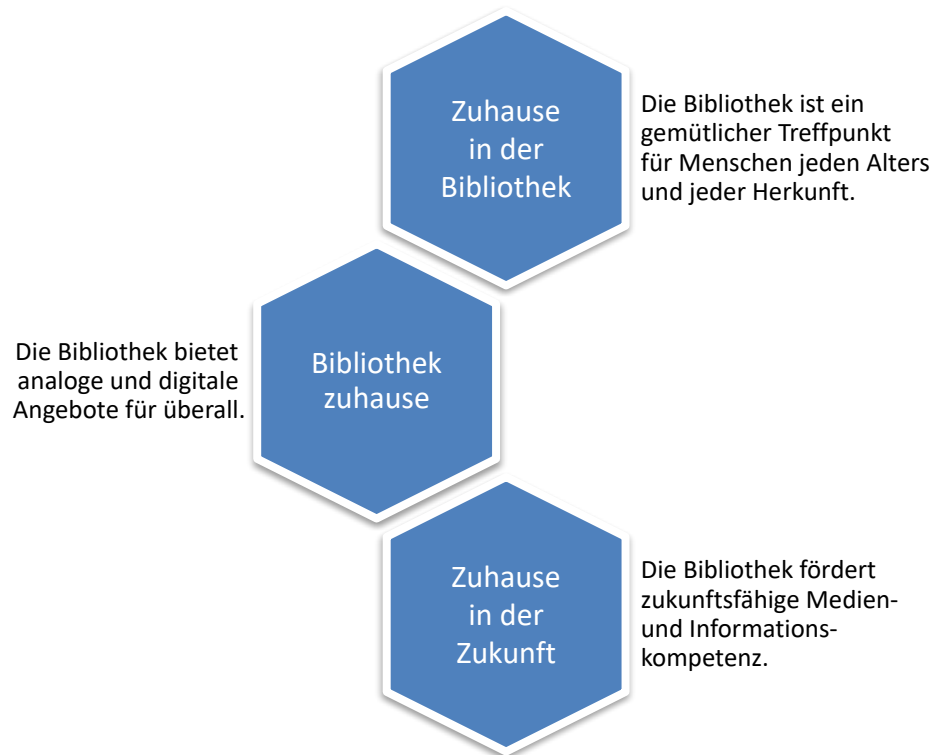 Zuhause
in der
Bibliothek
Die Bibliothek ist ein
gemütlicher Treffpunkt
für Menschen jeden Alters
und jeder Herkunft.
Die Bibliothek bietet
analoge und digitale
Angebote für überall.
Bibliothek
zuhause
Zuhause
in der
Zukunft
Die Bibliothek fördert
zukunftsfähige Medien-
und Informations-
kompetenz.